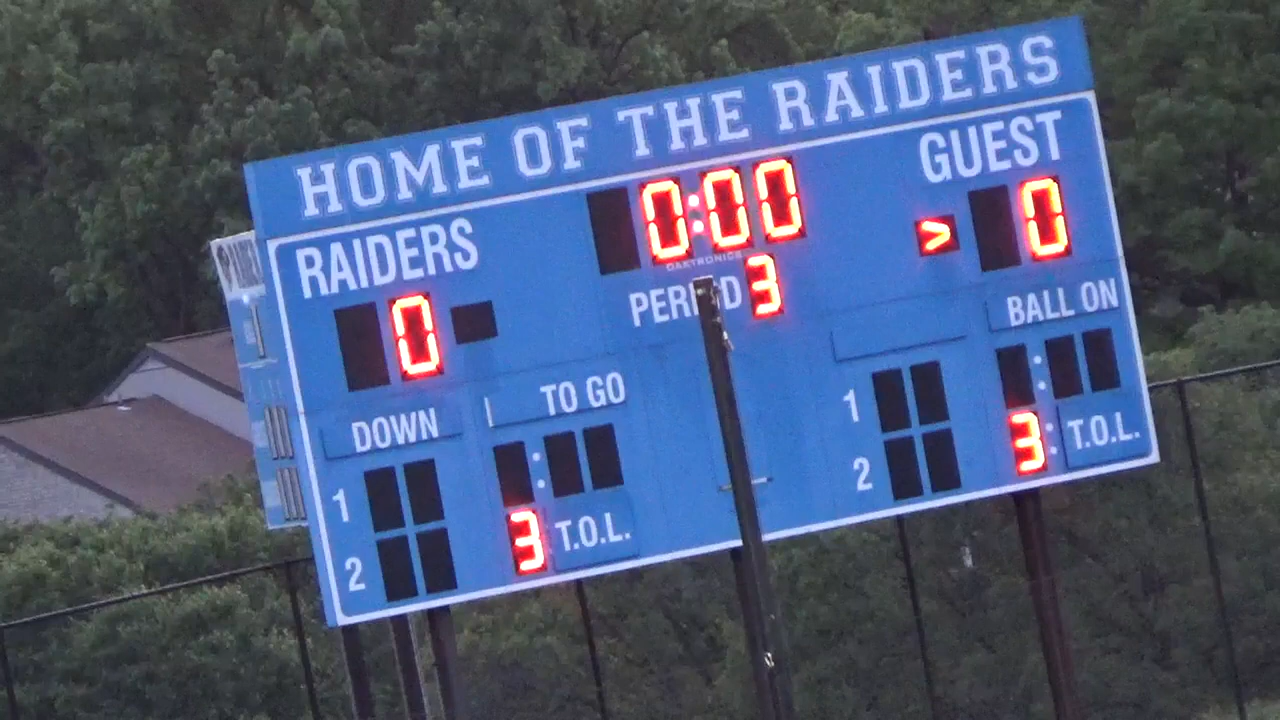 HOME OF THE RAIDERS
RAIDERS
0:00
GUEST
0
> 0
DAKTRONICS
PERIOD 3
DOWN
TO GO
BALL ON
1
2
3 T.O.L.
1
2
3: T.O.L.